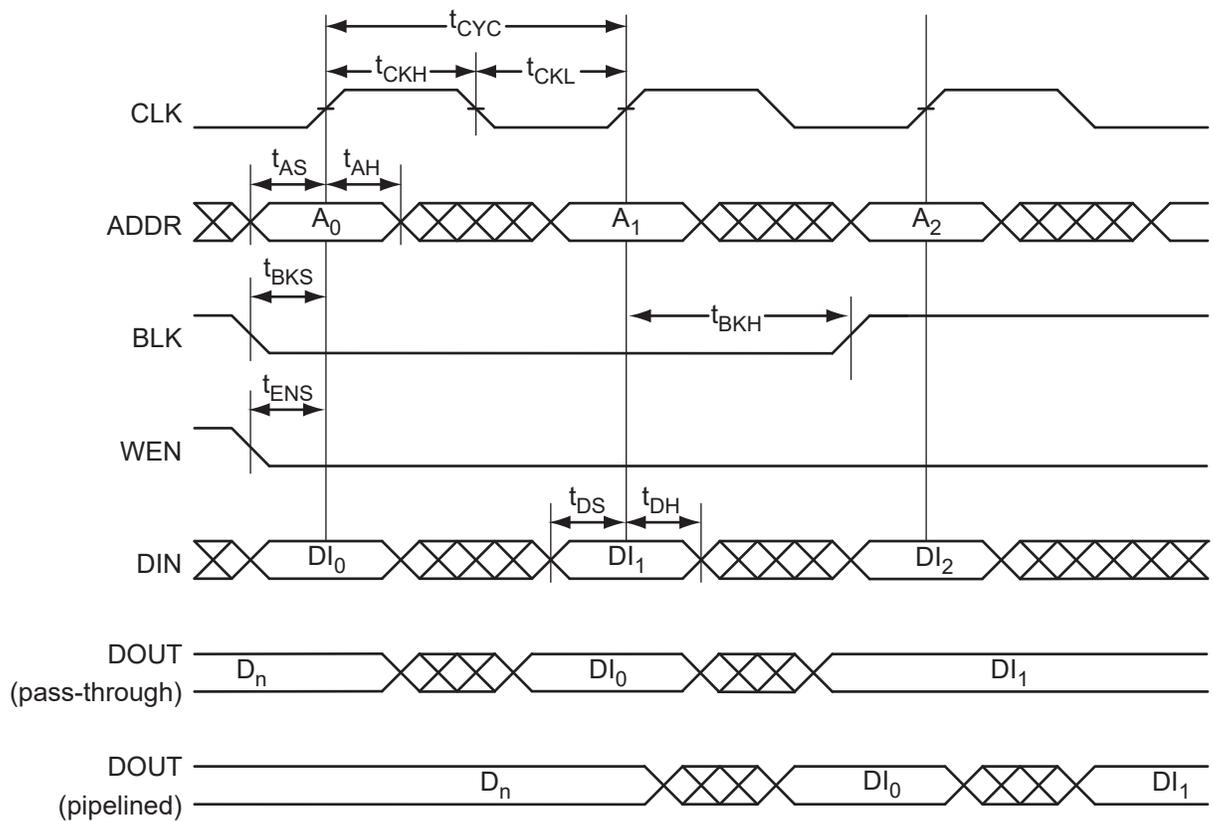 tCYC
tCKH tCKL
CLK
tAS tAH
ADDR A0 A1 A2
tBKS
BLK tBKH
tENS
WEN
tDS tDH
DIN DI0 DI1 DI2
DOUT
(pass-through) Dn DI0 DI1
DOUT
(pipelined) Dn DI0 DI1